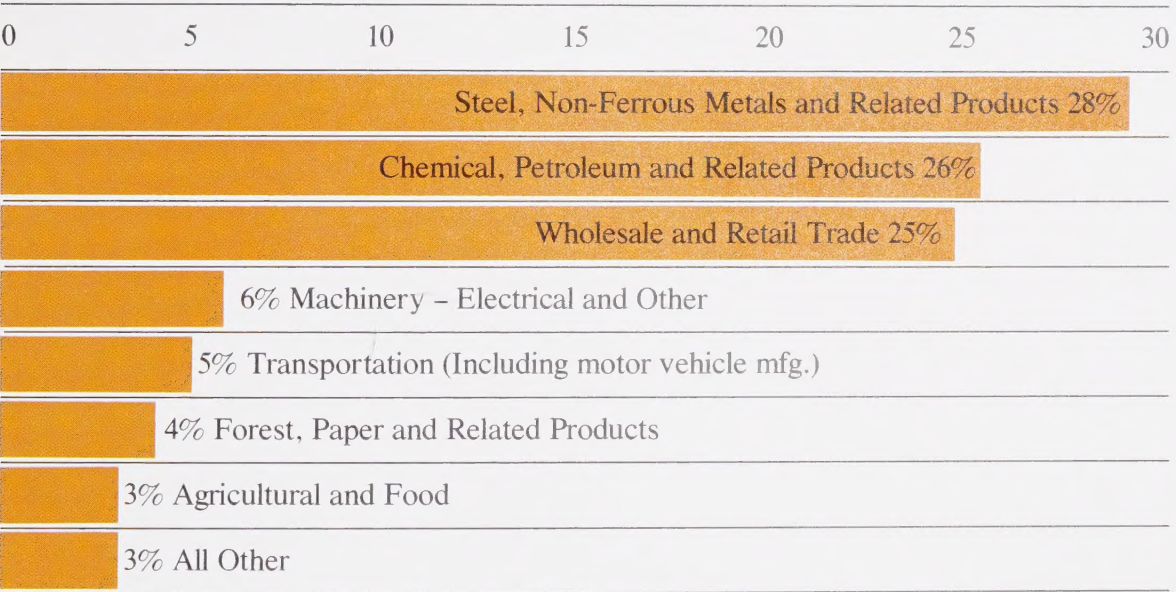 0 5 10 15 20 25 30
Steel, Non-Ferrous Metals and Related Products 28%
Chemical, Petroleum and Related Products 26%
Wholesale and Retail Trade 25%
6% Machinery – Electrical and Other
5% Transportation (Including motor vehicle mfg.)
4% Forest, Paper and Related Products
3% Agricultural and Food
3% All Other